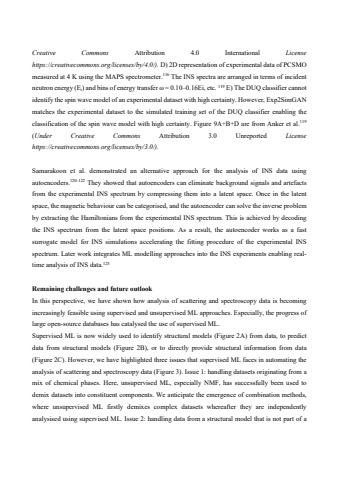 Creative Commons Attribution 4.0 International License
https://creativecommons.org/licenses/by/4.0/). D) 2D representation of experimental data of PCSMO
measured at 4 K using the MAPS spectrometer.116 The INS spectra are arranged in terms of incident
neutron energy (Ei) and bins of energy transfer ω = 0.10–0.16Ei, etc. 119 E) The DUQ classifier cannot
identify the spin wave model of an experimental dataset with high certainty. However, Exp2SimGAN
matches the experimental dataset to the simulated training set of the DUQ classifier enabling the
classification of the spin wave model with high certainty. Figure 9A+B+D are from Anker et al.119
(Under Creative Commons Attribution 3.0 Unreported License
https://creativecommons.org/licenses/by/3.0/).
Samarakoon et al. demonstrated an alternative approach for the analysis of INS data using
autoencoders.120-122 They showed that autoencoders can eliminate background signals and artefacts
from the experimental INS spectrum by compressing them into a latent space. Once in the latent
space, the magnetic behaviour can be categorised, and the autoencoder can solve the inverse problem
by extracting the Hamiltonians from the experimental INS spectrum. This is achieved by decoding
the INS spectrum from the latent space positions. As a result, the autoencoder works as a fast
surrogate model for INS simulations accelerating the fitting procedure of the experimental INS
spectrum. Later work integrates ML modelling approaches into the INS experiments enabling real-
time analysis of INS data.123
Remaining challenges and future outlook
In this perspective, we have shown how analysis of scattering and spectroscopy data is becoming
increasingly feasible using supervised and unsupervised ML approaches. Especially, the progress of
large open-source databases has catalysed the use of supervised ML.
Supervised ML is now widely used to identify structural models (Figure 2A) from data, to predict
data from structural models (Figure 2B), or to directly provide structural information from data
(Figure 2C). However, we have highlighted three issues that supervised ML faces in automating the
analysis of scattering and spectroscopy data (Figure 3). Issue 1: handling datasets originating from a
mix of chemical phases. Here, unsupervised ML, especially NMF, has successfully been used to
demix datasets into constituent components. We anticipate the emergence of combination methods,
where unsupervised ML firstly demixes complex datasets whereafter they are independently
analysised using supervised ML. Issue 2: handling data from a structural model that is not part of a